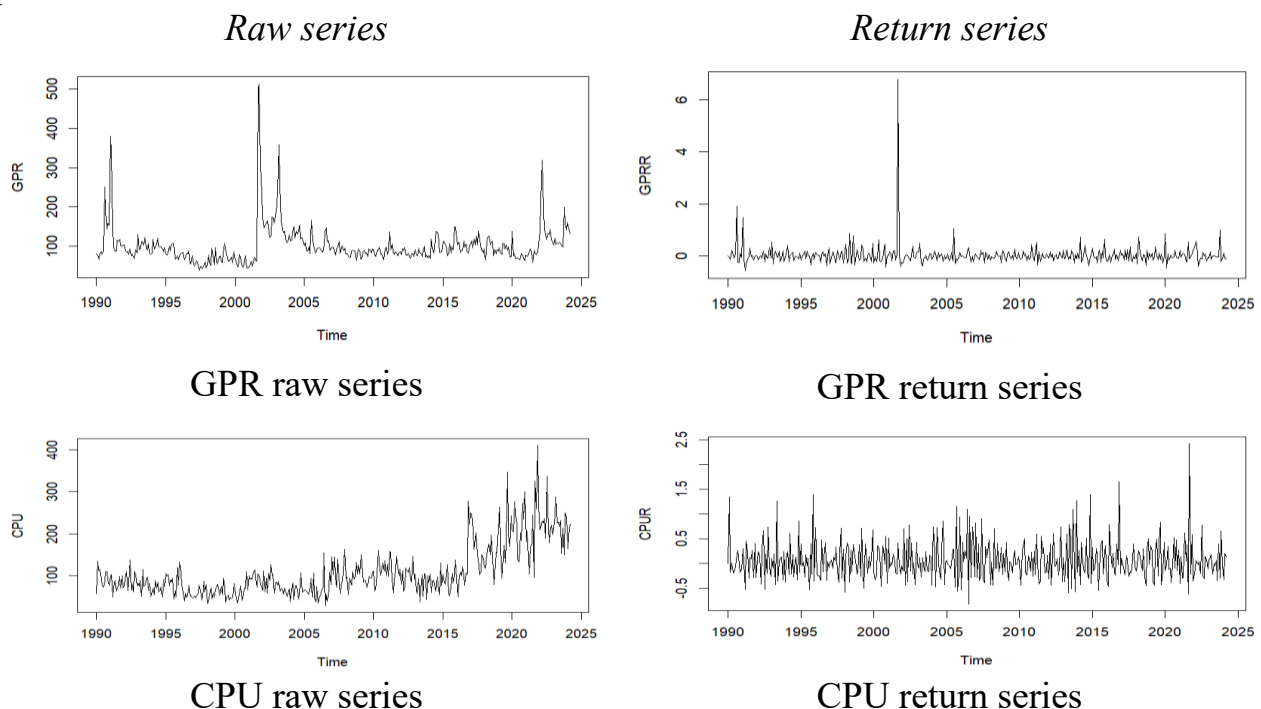 Raw series
Return series
500
400
300
200
100
GPR
1990 1995 2000 2005 2010 2015 2020 2025
Time
6
4
2
0
GPRR
1990 1995 2000 2005 2010 2015 2020 2025
Time
GPR raw series
GPR return series
400
300
200
100
CPU
1990 1995 2000 2005 2010 2015 2020 2025
Time
2.5
1.5
0.5
-0.5
CPUR
1990 1995 2000 2005 2010 2015 2020 2025
Time
CPU raw series
CPU return series